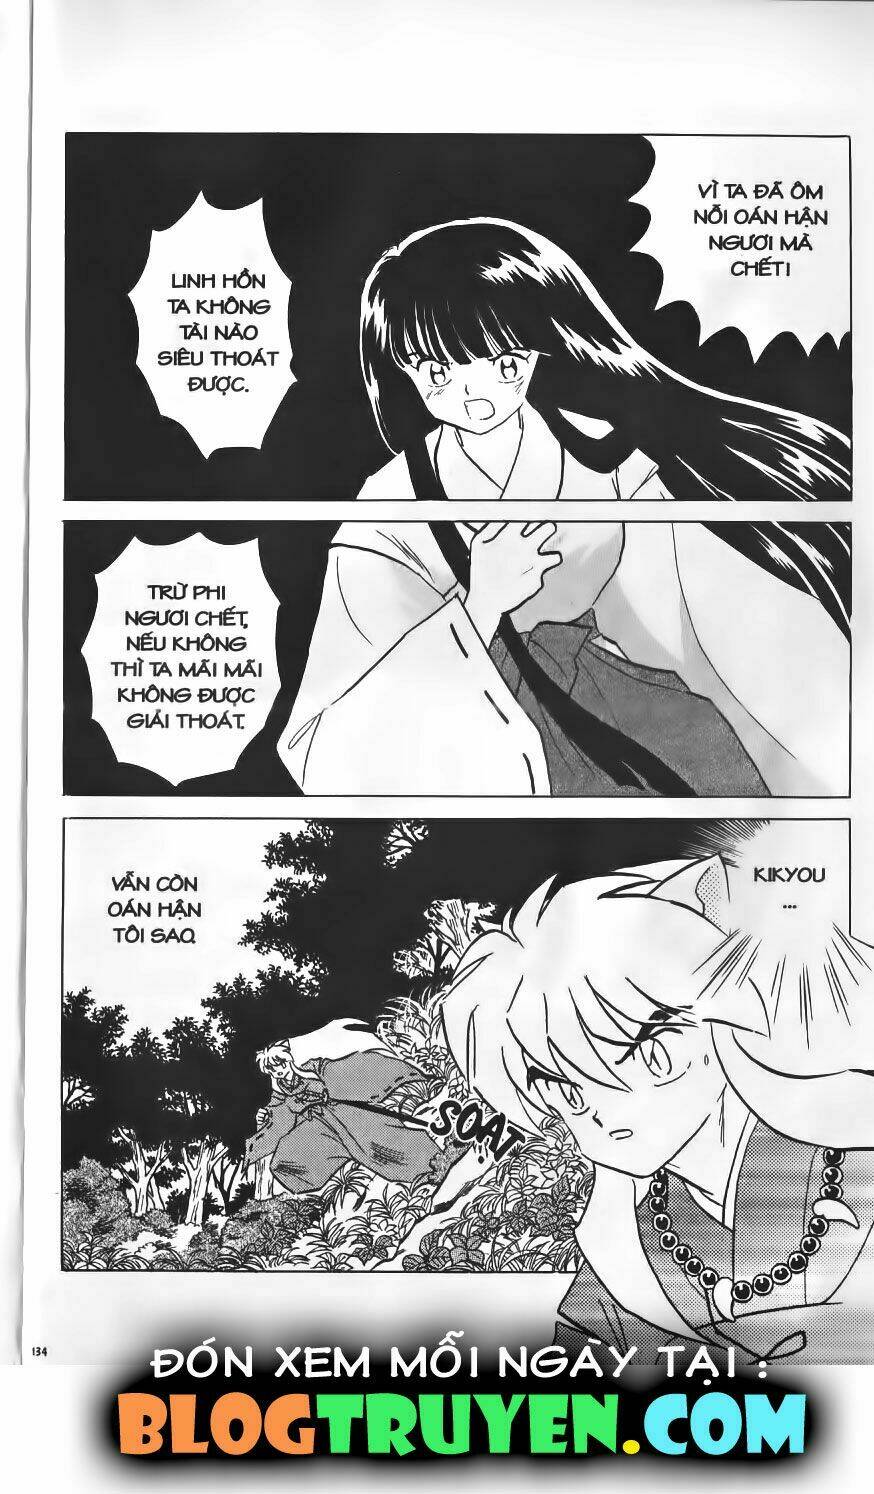 VÌ TA ĐÃ ÔM
NỖI OÁN HẬN
NGƯƠI MÀ
CHẾT!
LINH HỒN
TA KHÔNG
TÀI NÀO
SIÊU THOÁT
ĐƯỢC.
TRỪ PHI
NGƯƠI CHẾT,
NẾU KHÔNG
THÌ TA MÃI MÃI
KHÔNG ĐƯỢC
GIẢI THOÁT.
KIKYOU
...
VẪN CÒN
OÁN HẬN
TÔI SAO.
SOẠT
134
ĐÓN XEM MỖI NGÀY TẠI :
BLOGTRUYEN.COM